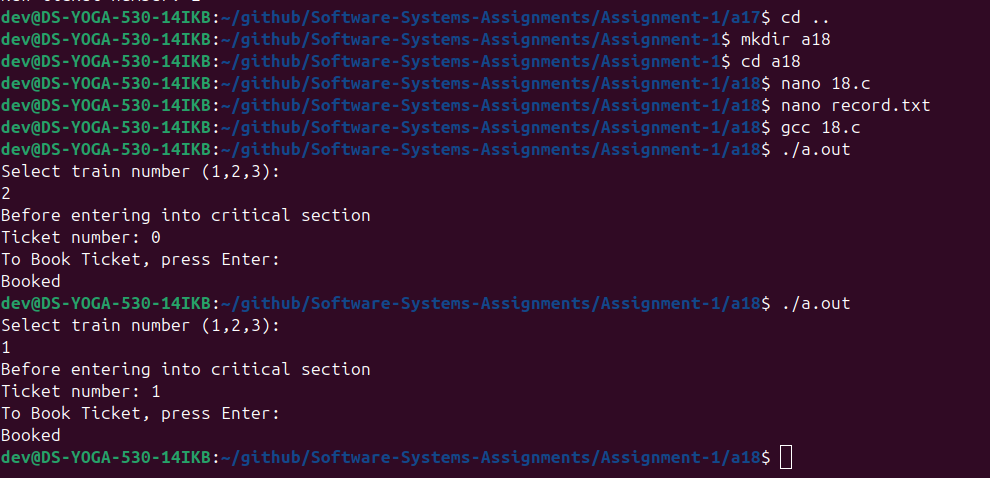 dev@DS-YOGA-530-14IKB:~/github/Software-Systems-Assignments/Assignment-1/a17$ cd ..
dev@DS-YOGA-530-14IKB:~/github/Software-Systems-Assignments/Assignment-1$ mkdir a18
dev@DS-YOGA-530-14IKB:~/github/Software-Systems-Assignments/Assignment-1$ cd a18
dev@DS-YOGA-530-14IKB:~/github/Software-Systems-Assignments/Assignment-1/a18$ nano 18.c
dev@DS-YOGA-530-14IKB:~/github/Software-Systems-Assignments/Assignment-1/a18$ nano record.txt
dev@DS-YOGA-530-14IKB:~/github/Software-Systems-Assignments/Assignment-1/a18$ gcc 18.c
dev@DS-YOGA-530-14IKB:~/github/Software-Systems-Assignments/Assignment-1/a18$ ./a.out
Select train number (1,2,3):
2
Before entering into critical section
Ticket number: 0
To Book Ticket, press Enter:
Booked
dev@DS-YOGA-530-14IKB:~/github/Software-Systems-Assignments/Assignment-1/a18$ ./a.out
Select train number (1,2,3):
1
Before entering into critical section
Ticket number: 1
To Book Ticket, press Enter:
Booked
dev@DS-YOGA-530-14IKB:~/github/Software-Systems-Assignments/Assignment-1/a18$